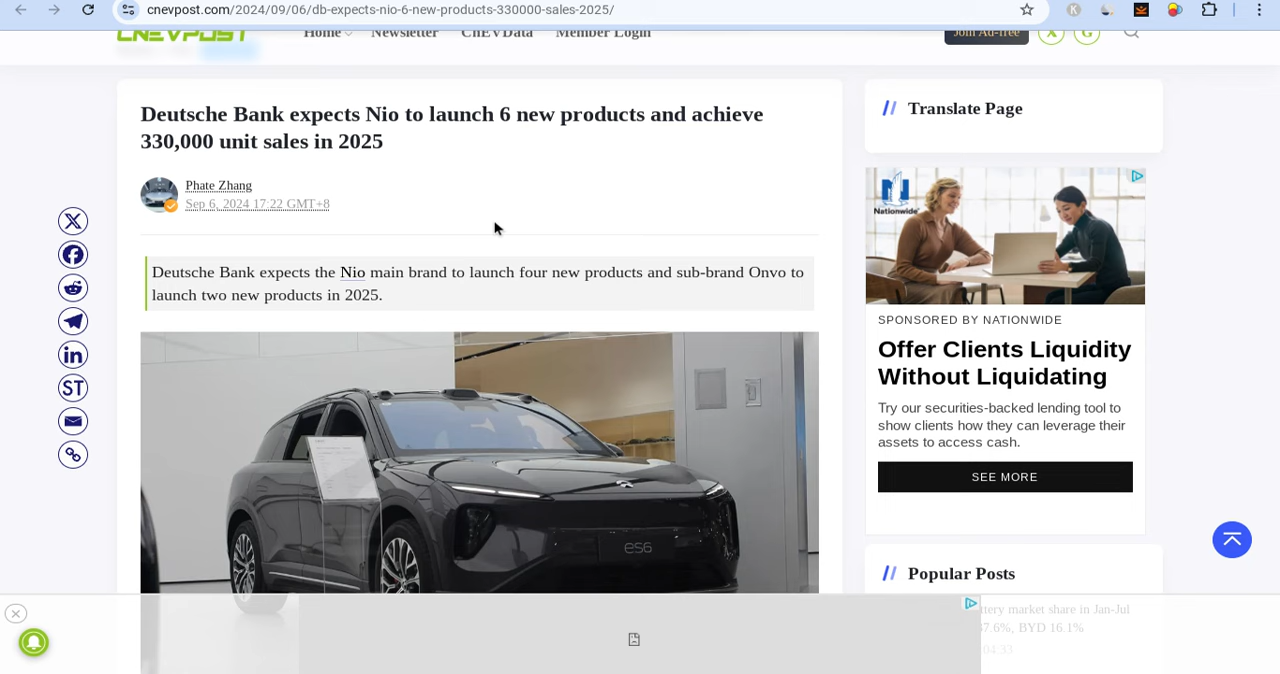 cnevpost.com/2024/09/06/db-expects-nio-6-new-products-330000-sales-2025/
CNEVPOST
Home
Newsletter
CnEVData
Member Login
Join Ad-free
X
G
Deutsche Bank expects Nio to launch 6 new products and achieve
330,000 unit sales in 2025
Phate Zhang
Sep 6, 2024 17:22 GMT+8
Deutsche Bank expects the Nio main brand to launch four new products and sub-brand Onvo to
launch two new products in 2025.
ST
ES6
Translate Page
Nationwide
SPONSORED BY NATIONWIDE
Offer Clients Liquidity
Without Liquidating
Try our securities-backed lending tool to
show clients how they can leverage their
assets to access cash.
SEE MORE
Popular Posts
market share in Jan-Jul
BYD 16.1%
04:33